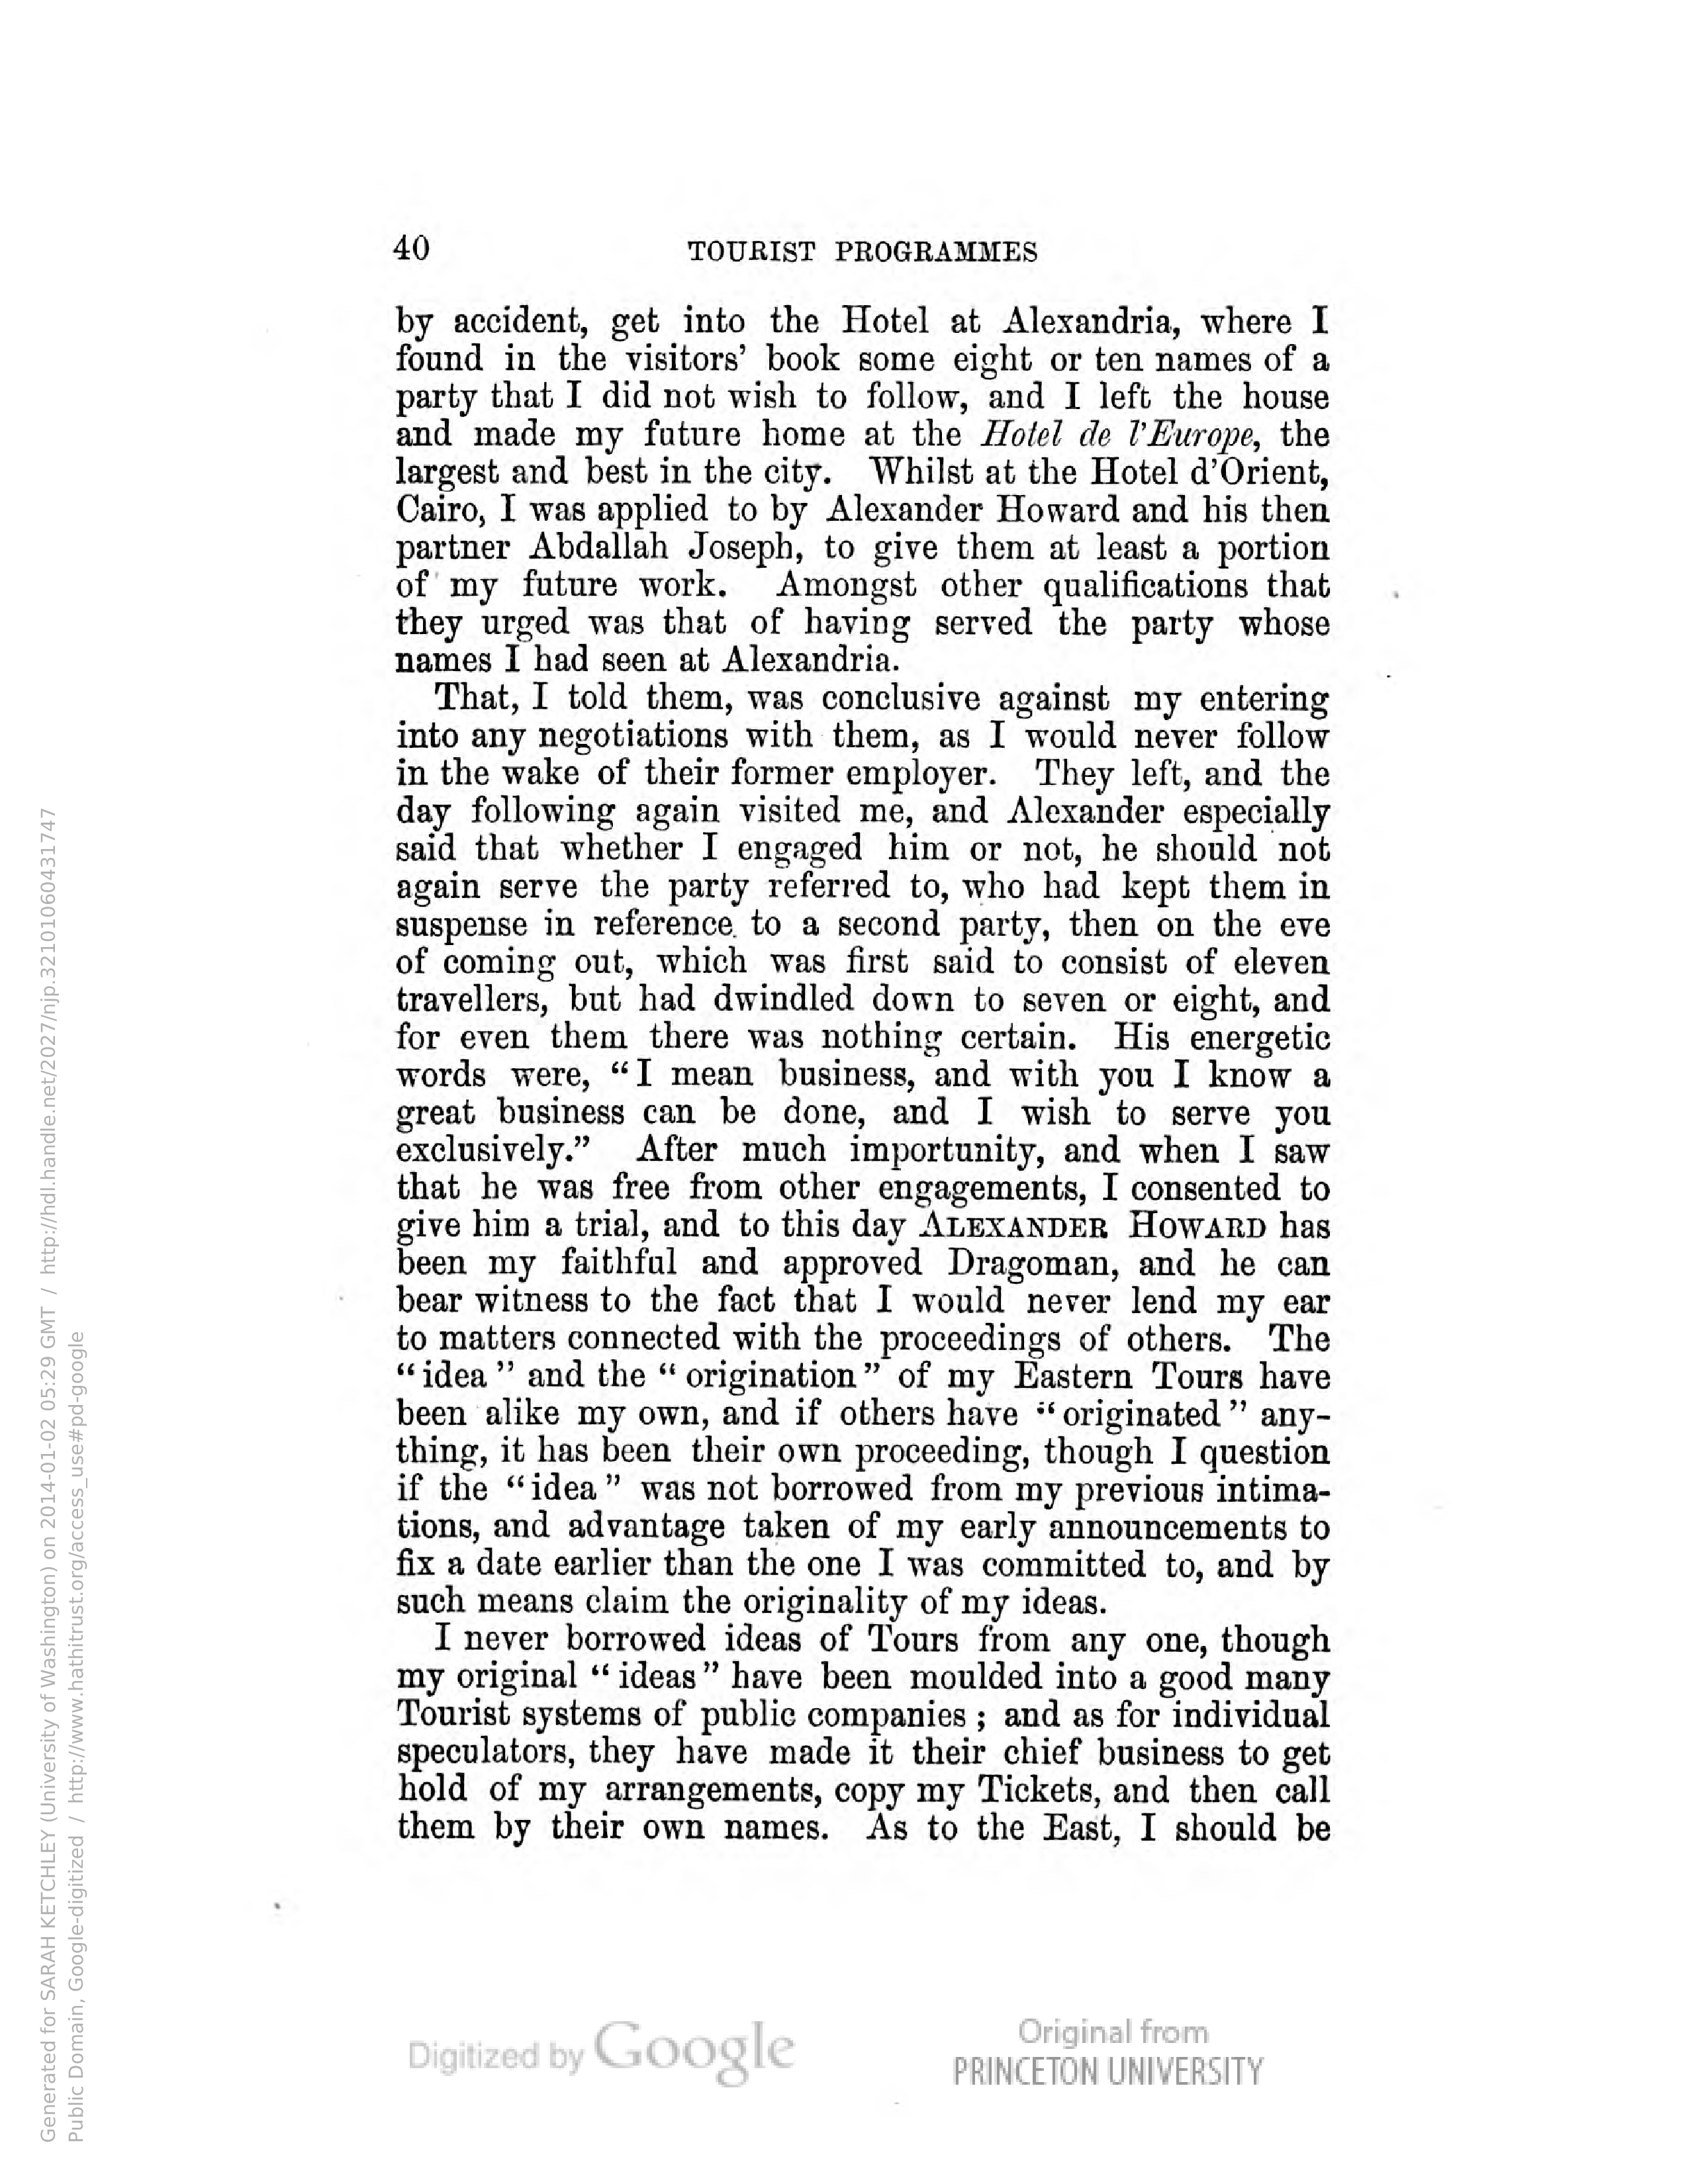 40 TOURIST PROGRAMMES
by accident, get into the Hotel at Alexandria, where I
found in the visitors' book some eight or ten names of a
party that I did not wish to follow, and I left the house
and made my future home at the Hotel de l'Europe, the
largest and best in the city. Whilst at the Hotel d'Orient,
Cairo, I was applied to by Alexander Howard and his then
partner Abdallah Joseph, to give them at least a portion
of my future work. Amongst other qualifications that
they urged was that of having served the party whose
names I had seen at Alexandria.
That, I told them, was conclusive against my entering
into any negotiations with them, as I would never follow
in the wake of their former employer. They left, and the
day following again visited me, and Alexander especially
said that whether I engaged him or not, he should not
again serve the party referred to, who had kept them in
suspense in reference to a second party, then on the eve
of coming out, which was first said to consist of eleven
travellers, but had dwindled down to seven or eight, and
for even them there was nothing certain. His energetic
words were, “I mean business, and with you I know a
great business can be done, and I wish to serve you
exclusively.” After much importunity, and when I saw
that he was free from other engagements, I consented to
give him a trial, and to this day ALEXANDER HOWARD has
been my faithful and approved Dragoman, and he can
bear witness to the fact that I would never lend my ear
to matters connected with the proceedings of others. The
“idea” and the “origination” of my Eastern Tours have
been alike my own, and if others have “originated” any-
thing, it has been their own proceeding, though I question
if the “idea” was not borrowed from my previous intima-
tions, and advantage taken of my early announcements to
fix a date earlier than the one I was committed to, and by
such means claim the originality of my ideas.
I never borrowed ideas of Tours from any one, though
my original “ideas” have been moulded into a good many
Tourist systems of public companies; and as for individual
speculators, they have made it their chief business to get
hold of my arrangements, copy my Tickets, and then call
them by their own names. As to the East, I should be
Generated for SARAH KETCHLEY (University of Washington) on 2014-01-02 05:29 GMT / http://hdl.handle.net/2027/njp.32101060431747
Public Domain, Google-digitized / http://www.hathitrust.org/access_use#pd-google
Digitized by Google
Original from
PRINCETON UNIVERSITY